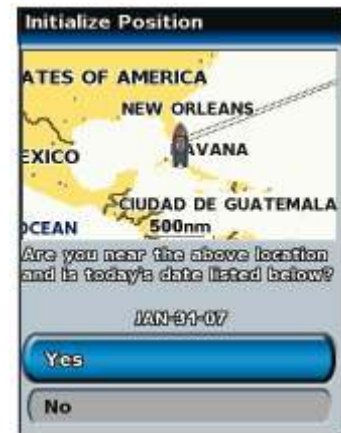 Initialize Position
ATES OF AMERICA
NEW ORLEANS
EXICO
AVANA
CIUDAD DE GUATEMALA
OCEAN
500nm
Are you near the above location
and is today's date listed below?
JAN-31-07
Yes
No